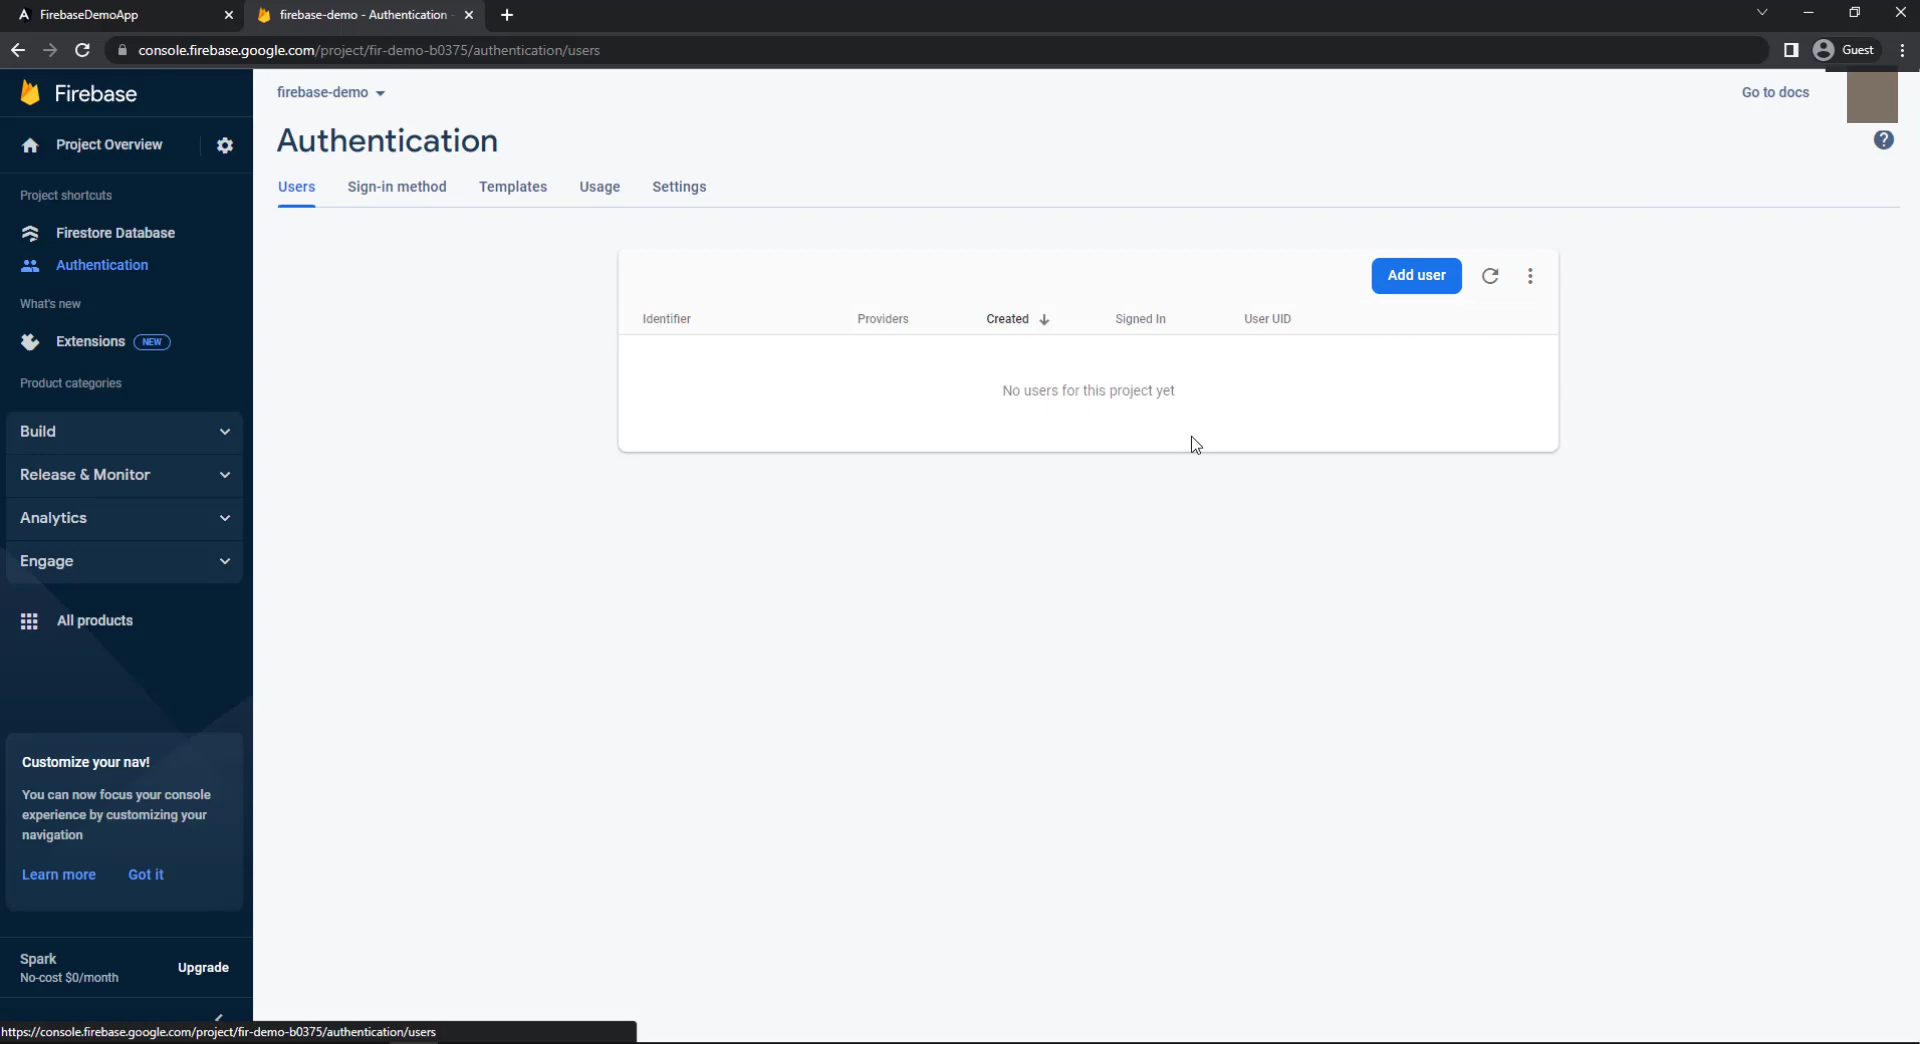 FirebaseDemoApp
firebase-demo - Authentication -
console.firebase.google.com/project/fir-demo-b0375/authentication/users
Guest
Firebase
firebase-demo
Go to docs
Project Overview
Authentication
?
Users
Sign-in method
Templates
Usage
Settings
Project shortcuts
Firestore Database
Authentication
What's new
Extensions
NEW
Product categories
Build
Release & Monitor
Analytics
Engage
All products
Add user
Identifier
Providers
Created
Signed In
User UID
No users for this project yet
Customize your nav!
You can now focus your console
experience by customizing your
navigation
Learn more
Got it
Spark
No-cost $0/month
Upgrade
https://console.firebase.google.com/project/fir-demo-b0375/authentication/users